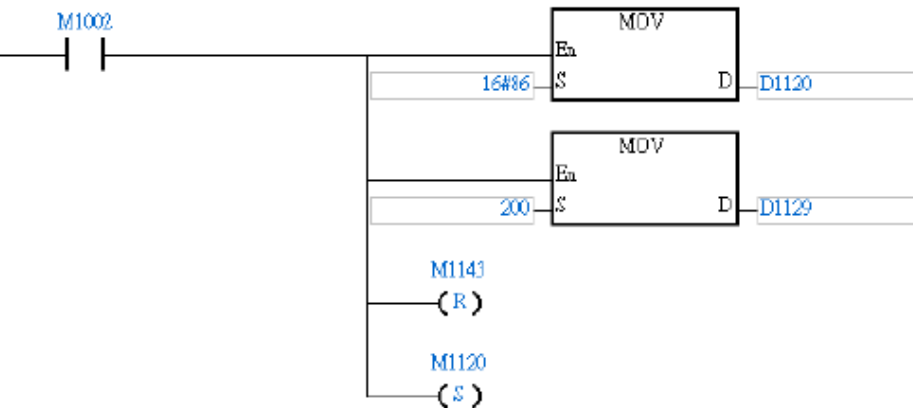 M1002
MOV
En
16#86 S D D1120
MOV
En
200 S D D1129
M1143
( R )
M1120
( S )